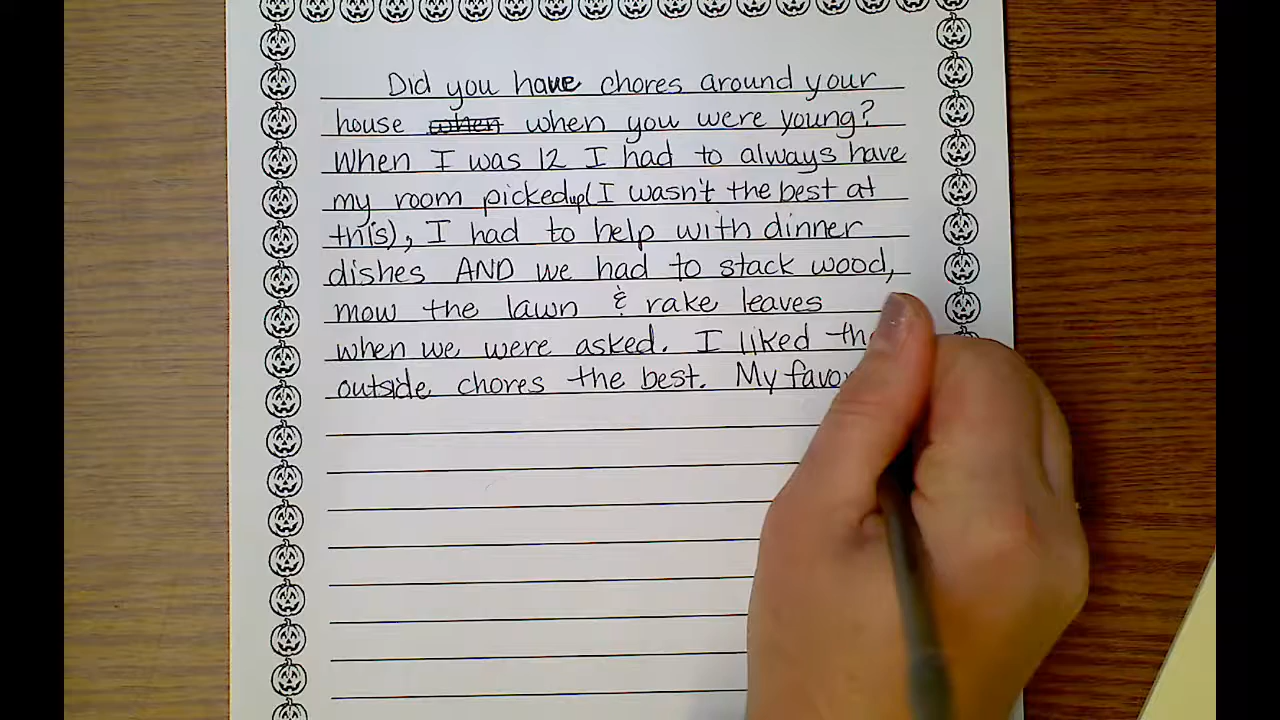 Did you have chores around your
house when when you were young?
When I was 12 I had to always have
my room picked up (I wasn't the best at
this), I had to help with dinner
dishes AND we had to stack wood,
mow the lawn & rake leaves
when we were asked. I liked the
outside chores the best. My favor